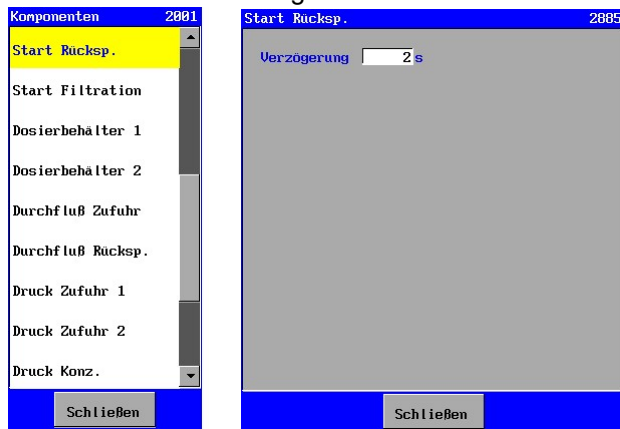 Komponenten 2001
Start Rücksp.
Start Filtration
Dosierbehälter 1
Dosierbehälter 2
Durchfluß Zufuhr
Durchfluß Rücksp.
Druck Zufuhr 1
Druck Zufuhr 2
Druck Konz.
Schließen
Start Rücksp. 2885
Verzögerung 2 s
Schließen